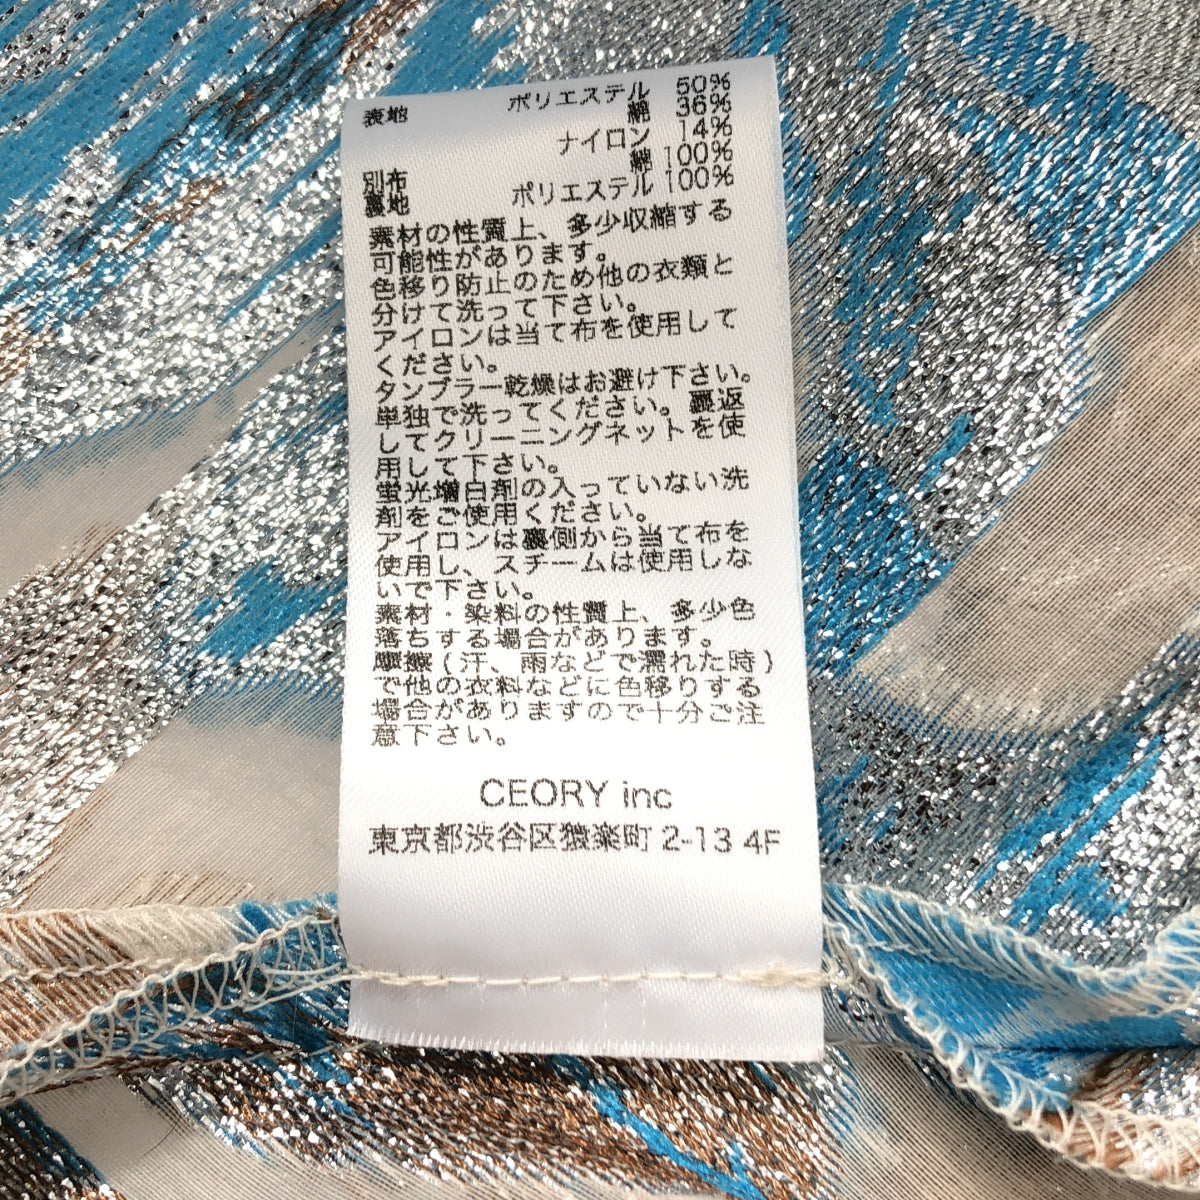 表地 ポリエステル 50%
綿 36%
ナイロン 14%
別布 綿 100%
裏地 ポリエステル 100%
素材の性質上、多少収縮する
可能性があります。
色移り防止のため他の衣類と
分けて洗って下さい。
アイロンは当て布を使用して
ください。
タンブラー乾燥はお避け下さい。
単独で洗ってください。裏返
してクリーニングネットを使
用して下さい。
蛍光増白剤の入っていない洗
剤をご使用ください。
アイロンは裏側から当て布を
使用し、スチームは使用しな
いで下さい。
素材・染料の性質上、多少色
落ちする場合があります。
摩擦(汗、雨などで濡れた時)
で他の衣料などに色移りする
場合がありますので十分ご注
意下さい。
CEORY inc
東京都渋谷区猿楽町 2-13 4F